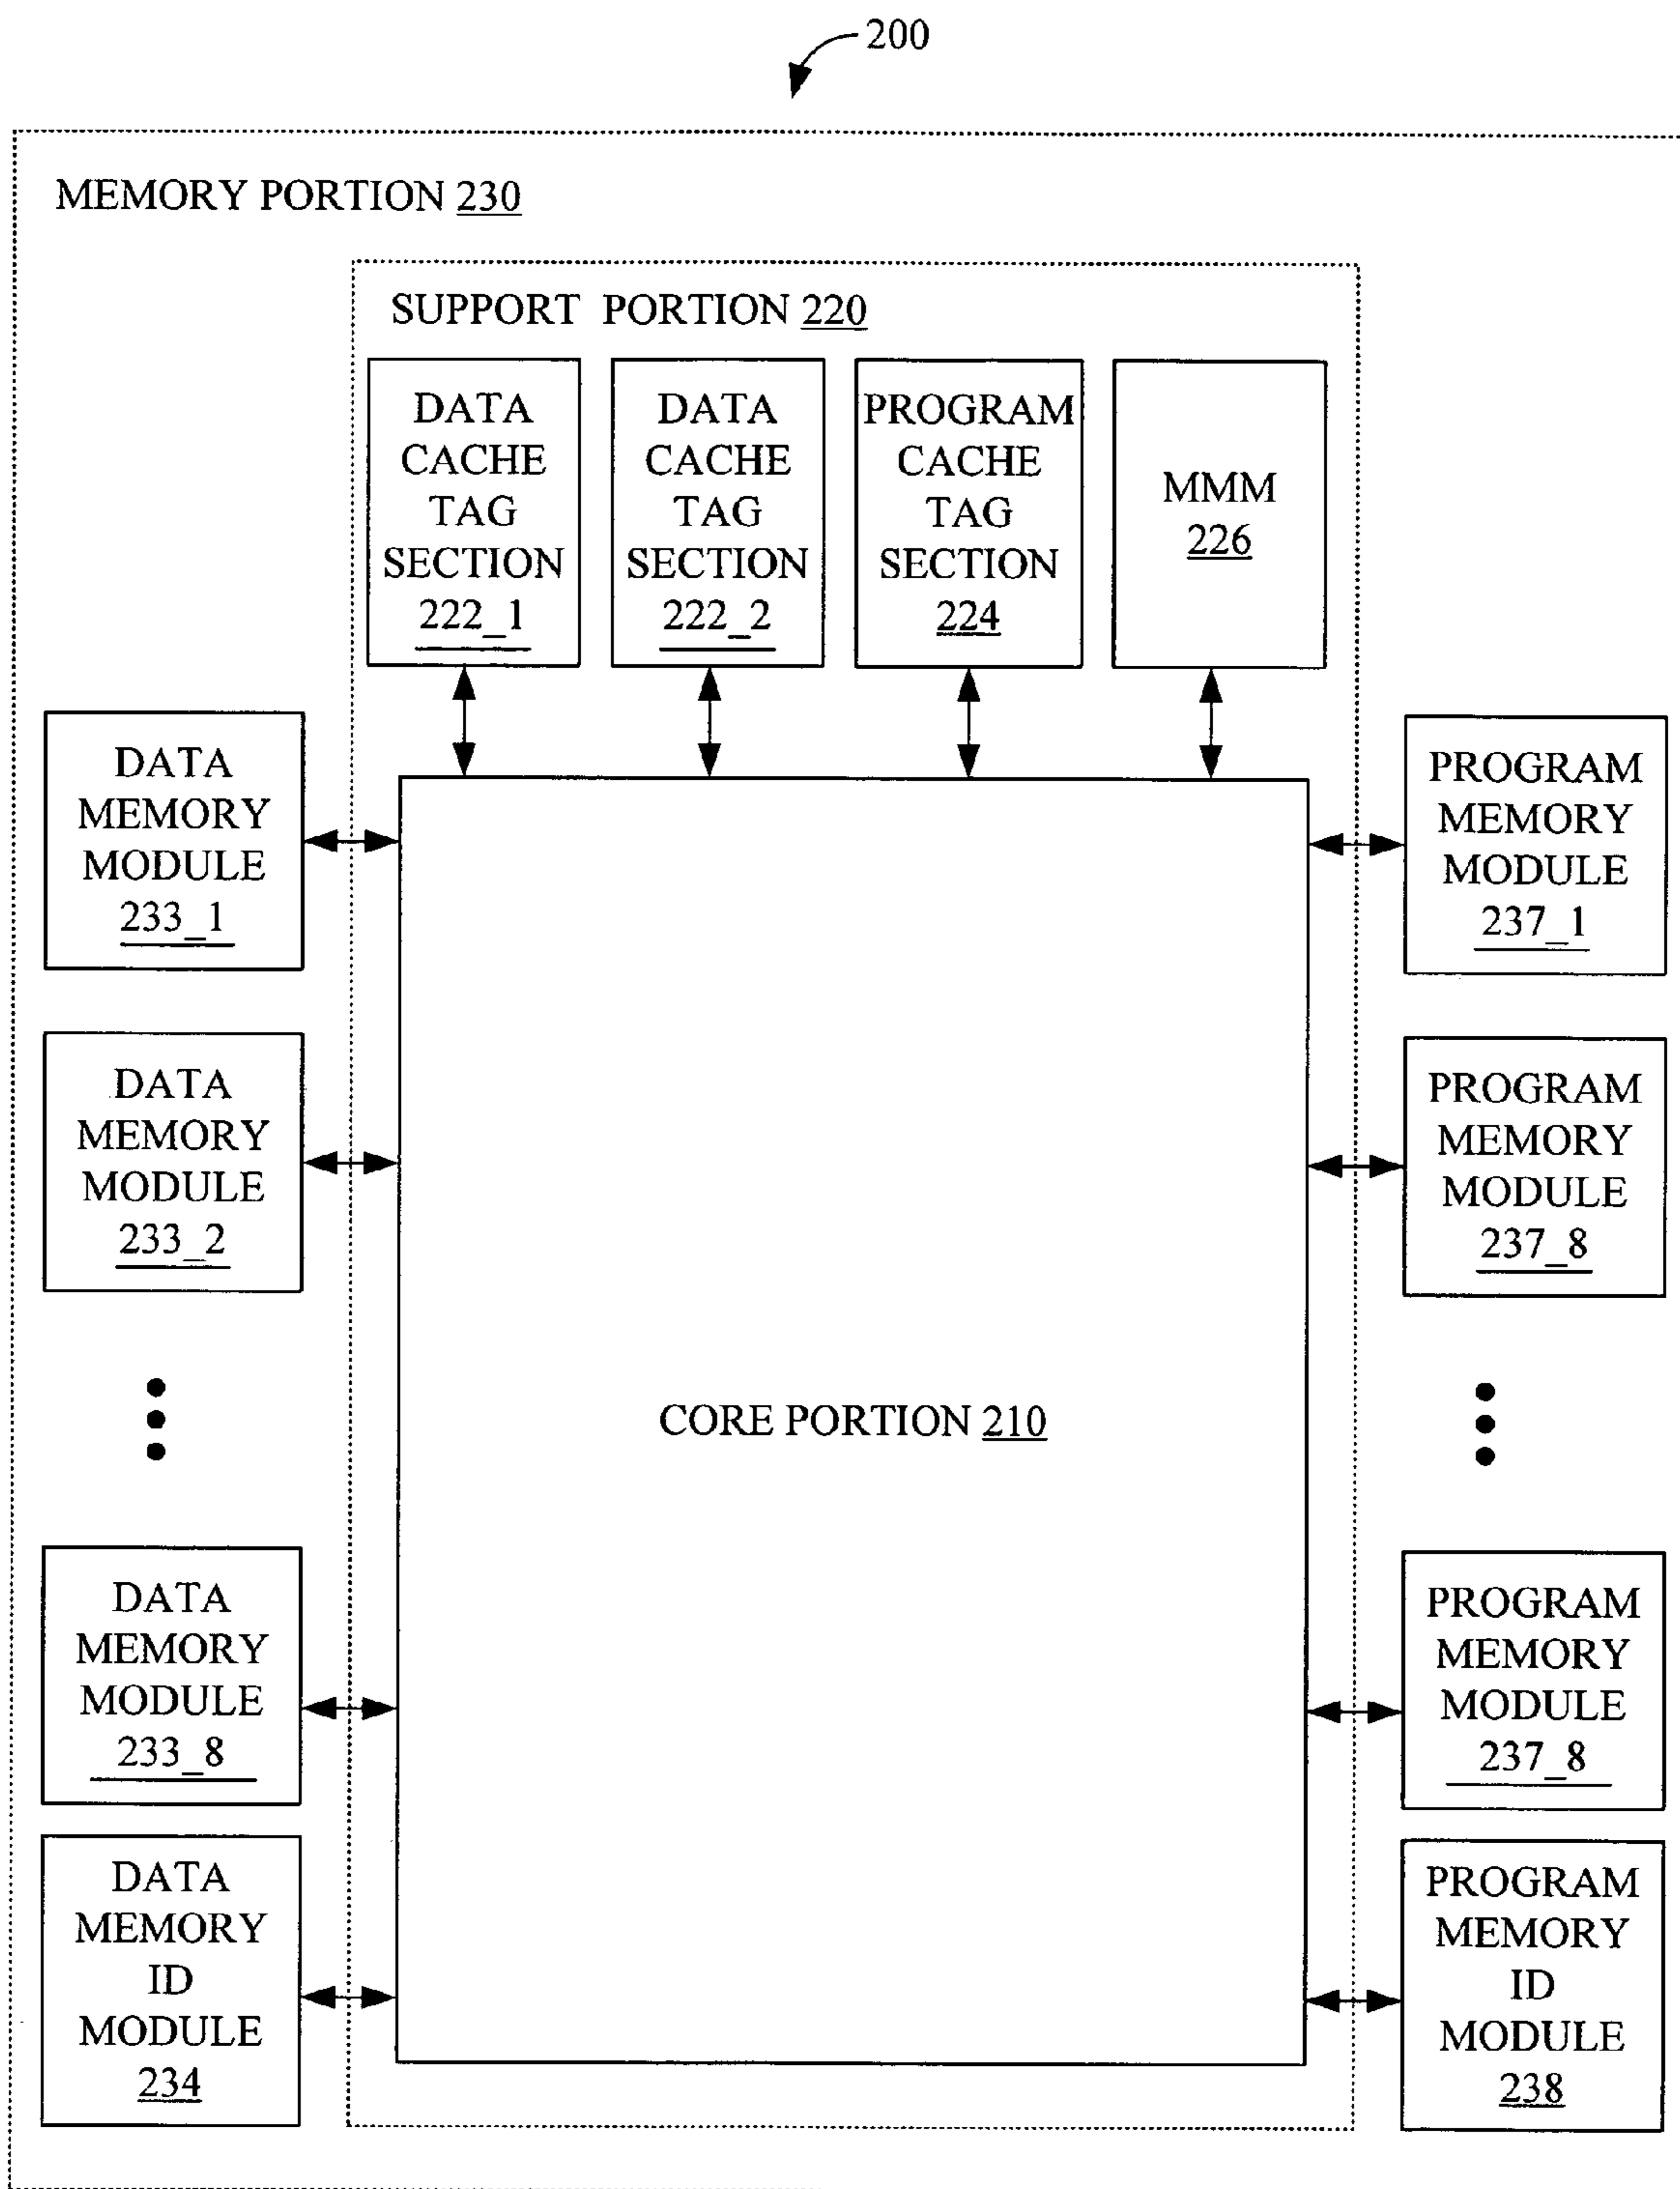 200
MEMORY PORTION 230
SUPPORT PORTION 220
DATA
CACHE
TAG
SECTION
222_1
DATA
CACHE
TAG
SECTION
222_2
PROGRAM
CACHE
TAG
SECTION
224
MMM
226
DATA
MEMORY
MODULE
233_1
DATA
MEMORY
MODULE
233_2
DATA
MEMORY
MODULE
233_8
DATA
MEMORY
ID
MODULE
234
CORE PORTION 210
PROGRAM
MEMORY
MODULE
237_1
PROGRAM
MEMORY
MODULE
237_8
PROGRAM
MEMORY
MODULE
237_8
PROGRAM
MEMORY
ID
MODULE
238